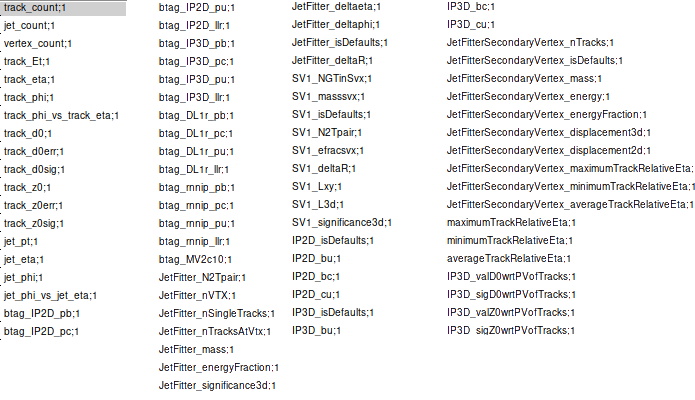 track_count;1
jet_count;1
vertex_count;1
track_Et;1
track_eta;1
track_phi;1
track_phi_vs_track_eta;1
track_d0;1
track_d0err;1
track_d0sig;1
track_z0;1
track_z0err;1
track_z0sig;1
jet_pt;1
jet_eta;1
jet_phi;1
jet_phi_vs_jet_eta;1
btag_IP2D_pb;1
btag_IP2D_pc;1
btag_IP2D_pu;1
btag_IP2D_llr;1
btag_IP3D_pb;1
btag_IP3D_pc;1
btag_IP3D_pu;1
btag_IP3D_llr;1
btag_DL1r_pb;1
btag_DL1r_pc;1
btag_DL1r_pu;1
btag_DL1r_llr;1
btag_rnnip_pb;1
btag_rnnip_pc;1
btag_rnnip_pu;1
btag_rnnip_llr;1
btag_MV2c10;1
JetFitter_N2Tpair;1
JetFitter_nVTX;1
JetFitter_nSingleTracks;1
JetFitter_nTracksAtVtx;1
JetFitter_mass;1
JetFitter_energyFraction;1
JetFitter_significance3d;1
JetFitter_deltaeta;1
JetFitter_deltaphi;1
JetFitter_isDefaults;1
JetFitter_deltaR;1
SV1_NGTinSvx;1
SV1_masssvx;1
SV1_isDefaults;1
SV1_N2Tpair;1
SV1_efracsvx;1
SV1_deltaR;1
SV1_Lxy;1
SV1_L3d;1
SV1_significance3d;1
IP2D_isDefaults;1
IP2D_bu;1
IP2D_bc;1
IP2D_cu;1
IP3D_isDefaults;1
IP3D_bu;1
IP3D_bc;1
IP3D_cu;1
JetFitterSecondaryVertex_nTracks;1
JetFitterSecondaryVertex_isDefaults;1
JetFitterSecondaryVertex_mass;1
JetFitterSecondaryVertex_energy;1
JetFitterSecondaryVertex_energyFraction;1
JetFitterSecondaryVertex_displacement3d;1
JetFitterSecondaryVertex_displacement2d;1
JetFitterSecondaryVertex_maximumTrackRelativeEta;1
JetFitterSecondaryVertex_minimumTrackRelativeEta;1
JetFitterSecondaryVertex_averageTrackRelativeEta;1
maximumTrackRelativeEta;1
minimumTrackRelativeEta;1
averageTrackRelativeEta;1
IP3D_valD0wrtPVofTracks;1
IP3D_sigD0wrtPVofTracks;1
IP3D_valZ0wrtPVofTracks;1
IP3D_sigZ0wrtPVofTracks;1